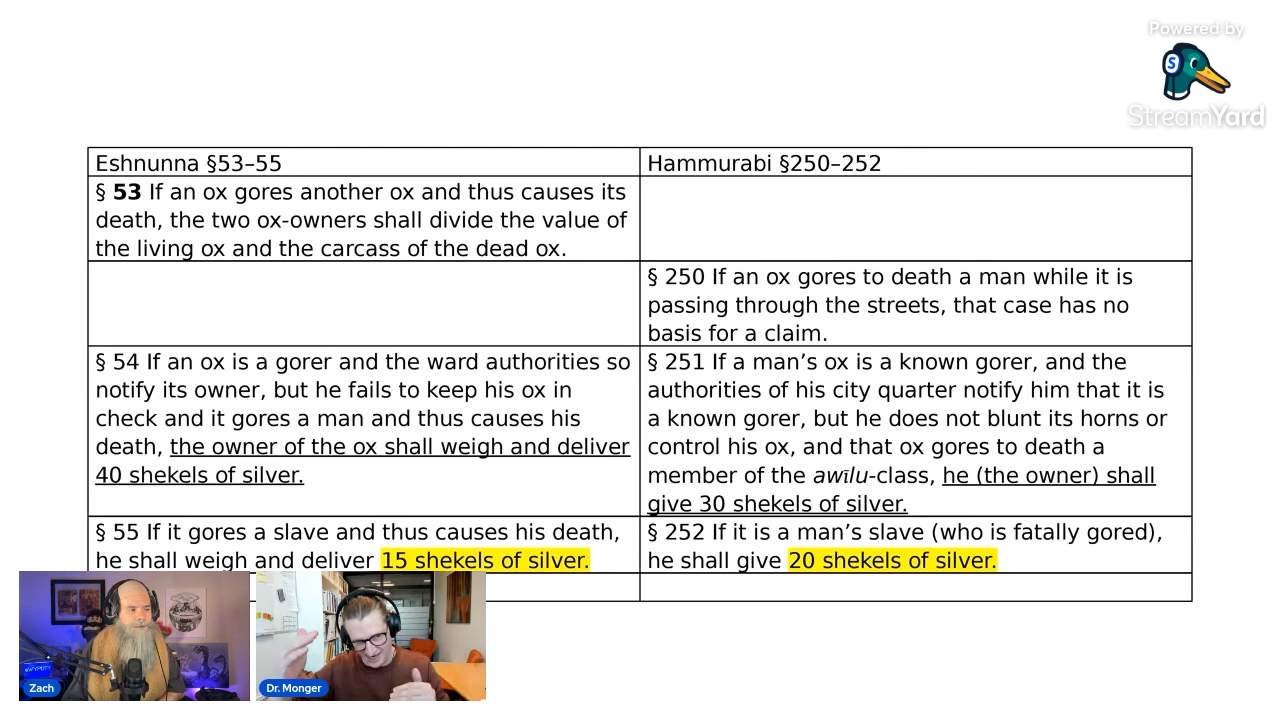 Powered by
StreamYard
Eshnunna §53–55
Hammurabi §250–252
§ 53 If an ox gores another ox and thus causes its
death, the two ox-owners shall divide the value of
the living ox and the carcass of the dead ox.
§ 250 If an ox gores to death a man while it is
passing through the streets, that case has no
basis for a claim.
§ 54 If an ox is a gorer and the ward authorities so
notify its owner, but he fails to keep his ox in
check and it gores a man and thus causes his
death, the owner of the ox shall weigh and deliver
40 shekels of silver.
§ 251 If a man’s ox is a known gorer, and the
authorities of his city quarter notify him that it is
a known gorer, but he does not blunt its horns or
control his ox, and that ox gores to death a
member of the awīlu-class, he (the owner) shall
give 30 shekels of silver.
§ 55 If it gores a slave and thus causes his death,
he shall weigh and deliver 15 shekels of silver.
§ 252 If it is a man’s slave (who is fatally gored),
he shall give 20 shekels of silver.
Zach
Dr. Monger